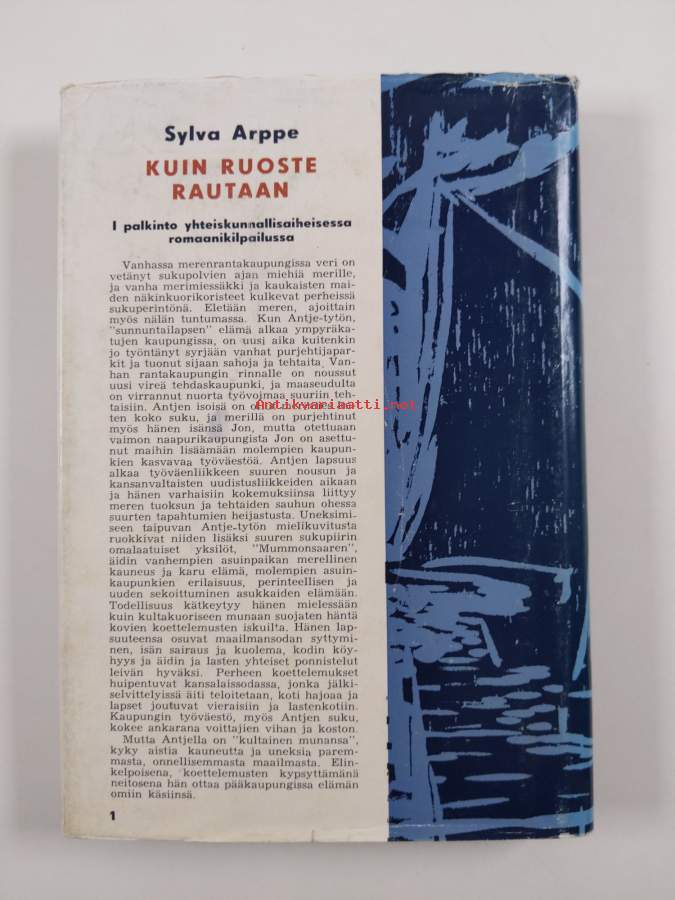 Sylva Arppe
KUIN RUOSTE
RAUTAAN
I palkinto yhteiskunnallisaiheisessa
romaanikilpailussa
Vanhassa merenrantakaupungissa veri on
vetänyt sukupolvien ajan miehiä merille,
ja vanha merimiessäkki ja kaukaisten mai-
den näkinkuorikoristeet kulkevat perheissä
sukuperintönä. Eletään meren, ajoittain
myös nälän tuntumassa. Kun Antje-tytön,
"sunnuntailapsen" elämä alkaa ympyräka-
tujen kaupungissa, on uusi aika kuitenkin
jo työntänyt syrjään vanhat purjehtijapar-
kit ja tuonut sijaan sahoja ja tehtaita, Van-
han rantakaupungin rinnalle on noussut
uusi vireä tehdaskaupunki, ja maaseudulta
on virrannut nuorta työvoimaa suuriin teh-
taisiin. Antjen isoisä on ollut merimies ku-
ten koko suku, ja merillä on purjehtinut
myös hänen isänsä Jon, mutta otettuaan
vaimon naapurikaupungista Jon on asettu-
nut maihin lisäämään molempien kaupun-
kien kasvavaa työväestöä. Antjen lapsuus
alkaa työväenliikkeen suuren nousun ja
kansanvaltaisten uudistusliikkeiden aikaan
ja hänen varhaisiin kokemuksiinsa liittyy
meren tuoksun ja tehtaiden sauhun ohessa
suurten tapahtumien heijastusta. Uneksimi-
seen taipuvan Antje-tytön mielikuvitusta
ruokkivat niiden lisäksi suuren sukupiirin
omalaatuiset yksilöt, "Mummonsaaren",
äidin vanhempien asuinpaikan merellinen
kauneus ja karu elämä, molempien asuin-
kaupunkien erilaisuus, perinteellisen ja
uuden sekoittuminen asukkaiden elämään.
Todellisuus kätkeytyy hänen mielessään
kuin kultakuoriseen munaan suojaten häntä
kovien koettelemusten iskuilta. Hänen lap-
suuteensa osuvat maailmansodan syttymi-
nen, isän sairaus ja kuolema, kodin köy-
hyys ja äidin ja lasten yhteiset ponnistelut
leivän hyväksi. Perheen koettelemukset
huipentuvat kansalaissodassa, jonka jälki-
selvittelyissä äiti teloitetaan, koti hajoaa ja
lapset joutuvat vieraisiin ja lastenkotiin.
Kaupungin työväestö, myös Antjen suku,
kokee ankarana voittajien vihan ja koston.
Mutta Antjella on "kultainen munansa",
kyky aistia kauneutta ja uneksia parem-
masta, onnellisemmasta maailmasta. Elin-
kelpoisena, koettelemusten kypsyttämänä
neitosena hän ottaa pääkaupungissa elämän
omiin käsiinsä.
1
Antikvariaatti.net